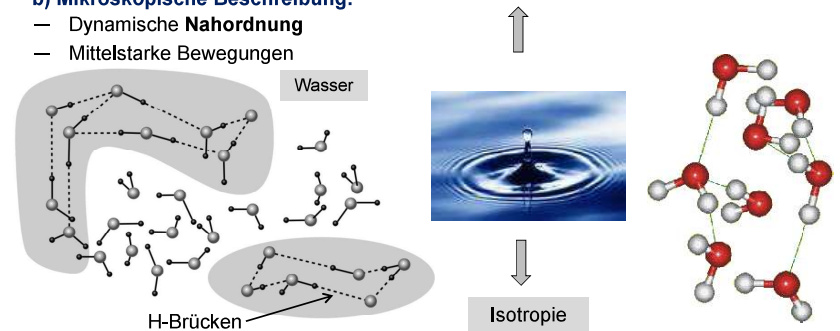 b) Mikroskopische Beschreibung:
— Dynamische Nahordnung
— Mittelstarke Bewegungen
Wasser
H-Brücken
Isotropie